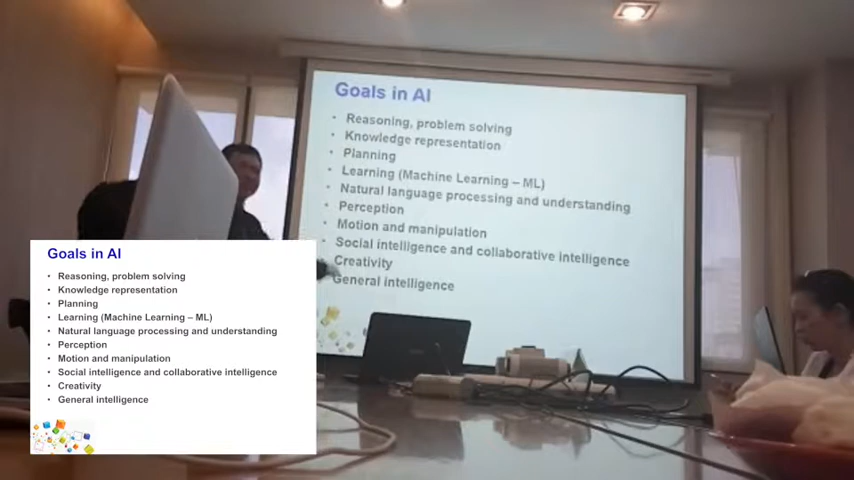 Goals in AI
• Reasoning, problem solving
• Knowledge representation
• Planning
• Learning (Machine Learning – ML)
• Natural language processing and understanding
• Perception
• Motion and manipulation
• Social intelligence and collaborative intelligence
Creativity
General intelligence
Goals in AI
• Reasoning, problem solving
• Knowledge representation
• Planning
• Learning (Machine Learning – ML)
• Natural language processing and understanding
• Perception
• Motion and manipulation
• Social intelligence and collaborative intelligence
• Creativity
• General intelligence